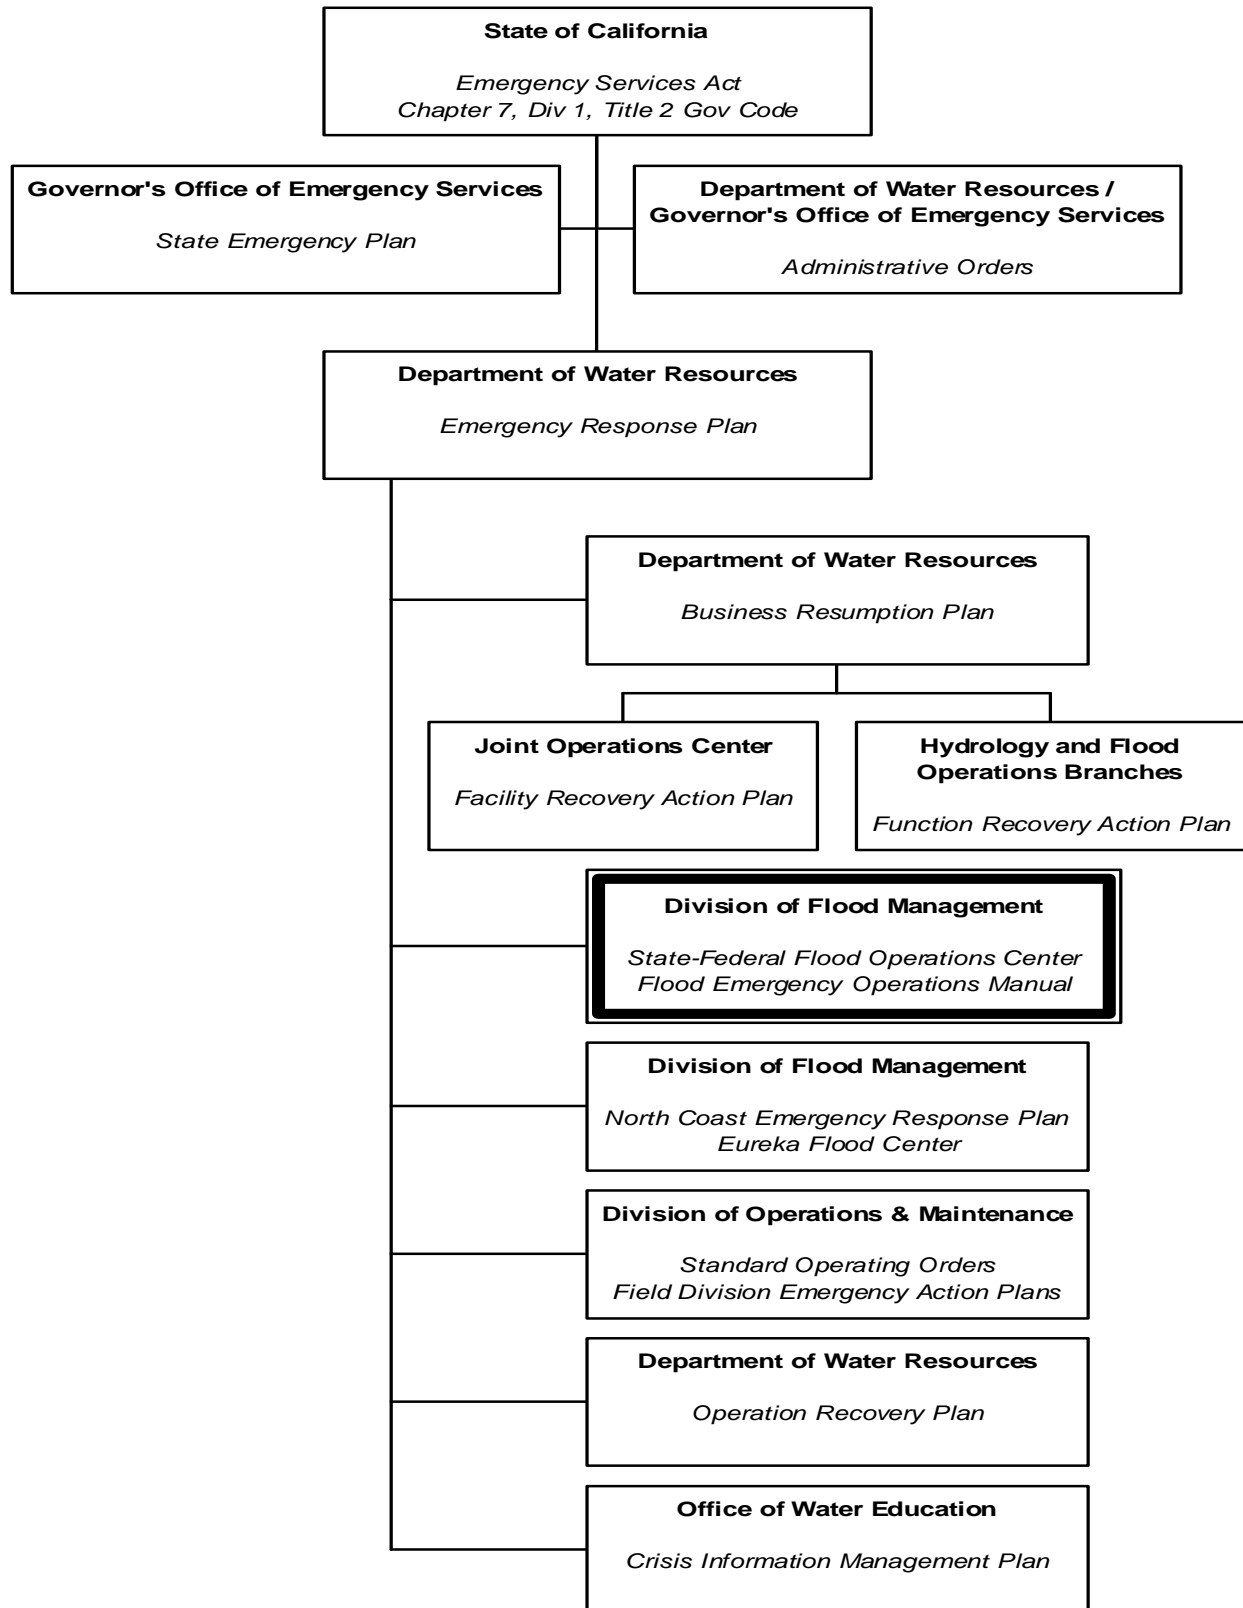 State of California
Emergency Services Act
Chapter 7, Div 1, Title 2 Gov Code
Governor's Office of Emergency Services
State Emergency Plan
Department of Water Resources /
Governor's Office of Emergency Services
Administrative Orders
Department of Water Resources
Emergency Response Plan
Department of Water Resources
Business Resumption Plan
Joint Operations Center
Facility Recovery Action Plan
Hydrology and Flood
Operations Branches
Function Recovery Action Plan
Division of Flood Management
State-Federal Flood Operations Center
Flood Emergency Operations Manual
Division of Flood Management
North Coast Emergency Response Plan
Eureka Flood Center
Division of Operations & Maintenance
Standard Operating Orders
Field Division Emergency Action Plans
Department of Water Resources
Operation Recovery Plan
Office of Water Education
Crisis Information Management Plan